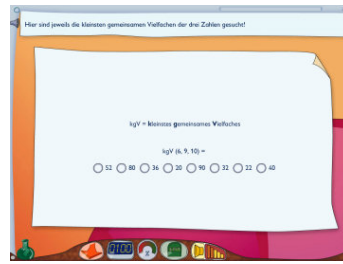 Hier sind jeweils die kleinsten gemeinsamen Vielfachen der drei Zahlen gesucht!
kgV = kleinstes gemeinsames Vielfaches
kgV (6, 9, 10) =
52 80 36 20 90 32 22 40
0100